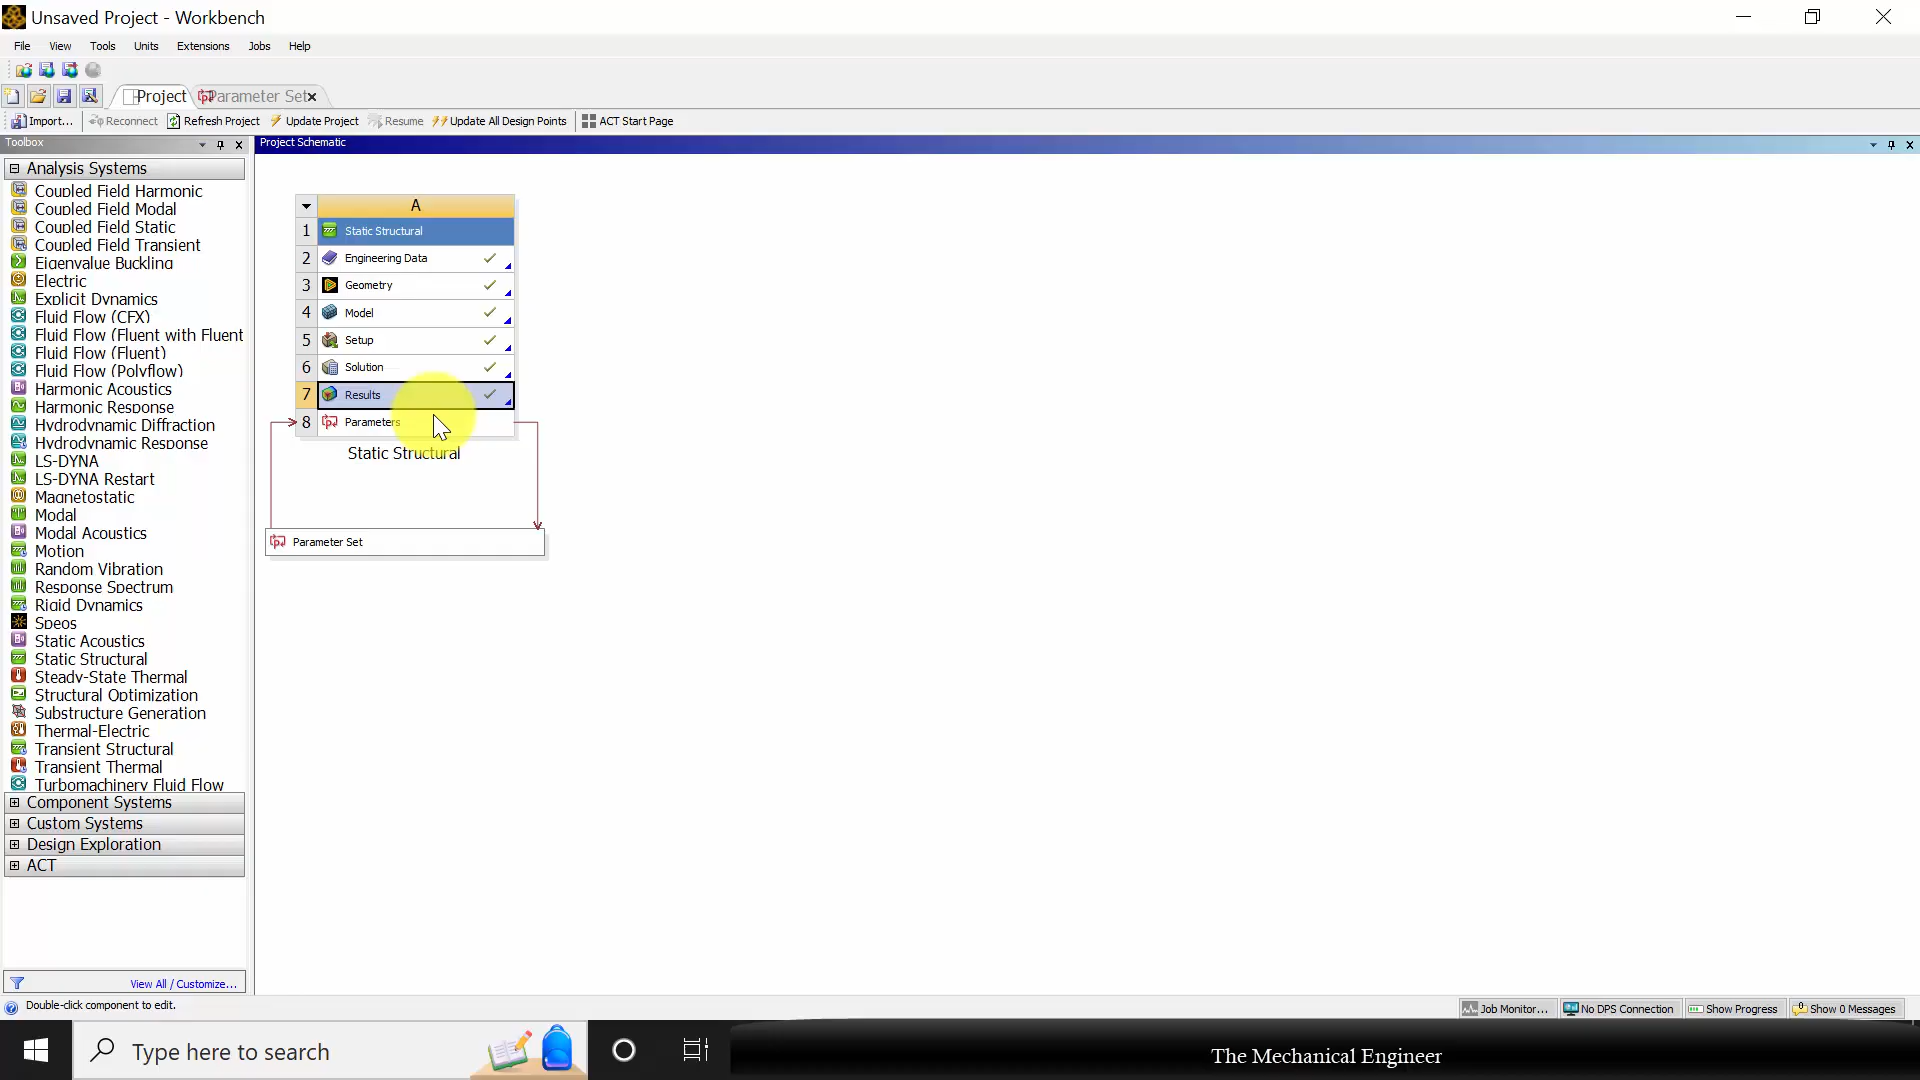 Unsaved Project - Workbench
File View Tools Units Extensions Jobs Help
Project Parameter Set
Import... Reconnect Refresh Project Update Project Resume Update All Design Points ACT Start Page
Toolbox
Project Schematic
Analysis Systems
Coupled Field Harmonic
Coupled Field Modal
Coupled Field Static
Coupled Field Transient
Eigenvalue Buckling
Electric
Explicit Dynamics
Fluid Flow (CFX)
Fluid Flow (Fluent with Fluent
Fluid Flow (Fluent)
Fluid Flow (Polyflow)
Harmonic Acoustics
Harmonic Response
Hydrodynamic Diffraction
Hydrodynamic Response
LS-DYNA
LS-DYNA Restart
Magnetostatic
Modal
Modal Acoustics
Motion
Random Vibration
Response Spectrum
Rigid Dynamics
Speos
Static Acoustics
Static Structural
Steady-State Thermal
Structural Optimization
Substructure Generation
Thermal-Electric
Transient Structural
Transient Thermal
Turbomachinery Fluid Flow
Component Systems
Custom Systems
Design Exploration
ACT
View All / Customize...
A
1 Static Structural
2 Engineering Data
3 Geometry
4 Model
5 Setup
6 Solution
7 Results
8 Parameters
Static Structural
Parameter Set
Double-click component to edit.
Job Monitor... No DPS Connection Show Progress Show 0 Messages
Type here to search
The Mechanical Engineer